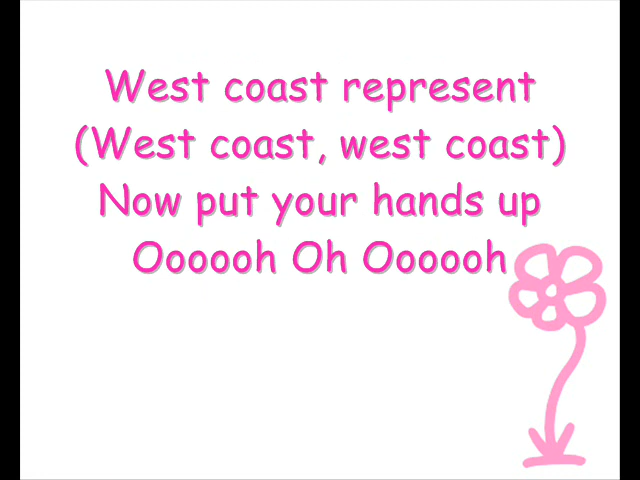 West coast represent
(West coast, west coast)
Now put your hands up
Oooooh Oh Oooooh